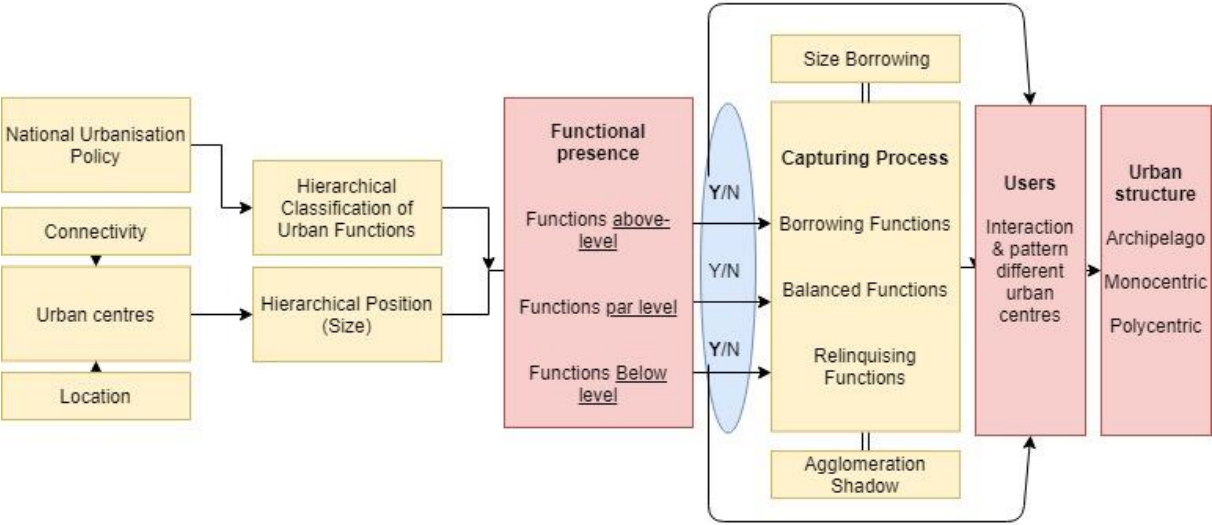 National Urbanisation
Policy
Connectivity
Urban centres
Location
Hierarchical
Classification of
Urban Functions
Hierarchical Position
(Size)
Functional
presence
Functions above-
level
Functions par level
Functions Below
level
Y/N
Y/N
Y/N
Size Borrowing
Capturing Process
Borrowing Functions
Balanced Functions
Relinquising
Functions
Agglomeration
Shadow
Users
Interaction
& pattern
different
urban
centres
Urban
structure
Archipelago
Monocentric
Polycentric